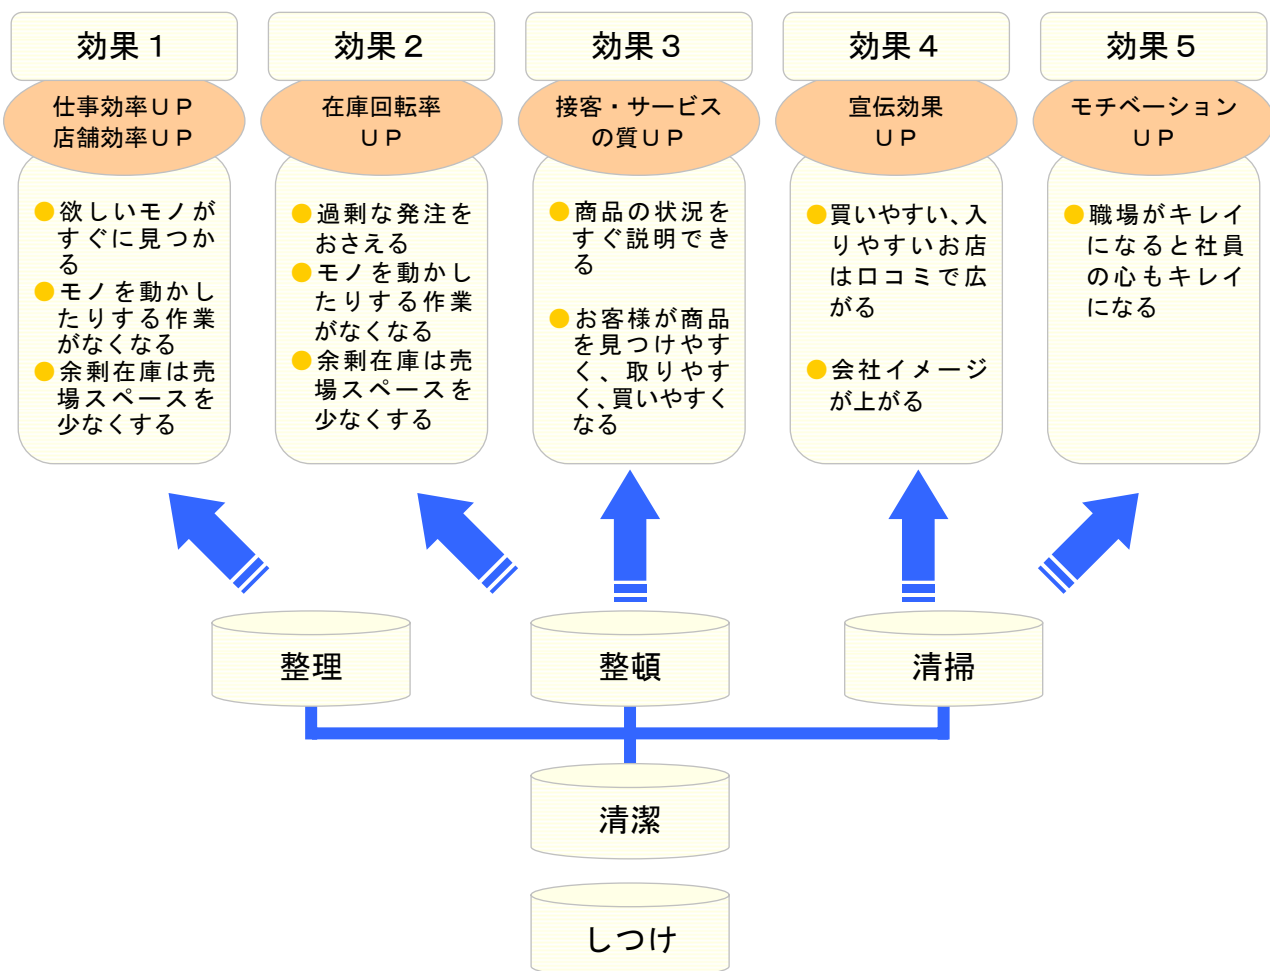 効果１
仕事効率ＵＰ
店舗効率ＵＰ
●欲しいモノが
すぐに見つか
る
●モノを動かし
たりする作業
がなくなる
●余剰在庫は売
場スペースを
少なくする
効果２
在庫回転率
ＵＰ
●過剰な発注を
おさえる
●モノを動かし
たりする作業
がなくなる
●余剰在庫は売
場スペースを
少なくする
効果３
接客・サービス
の質ＵＰ
●商品の状況を
すぐ説明でき
る
●お客様が商品
を見つけやす
く、取りやす
く、買いやすく
なる
効果４
宣伝効果
ＵＰ
●買いやすい、入
りやすいお店
は口コミで広
がる
●会社イメージ
が上がる
効果５
モチベーション
ＵＰ
●職場がキレイ
になると社員
の心もキレイ
になる
整理
整頓
清掃
清潔
しつけ